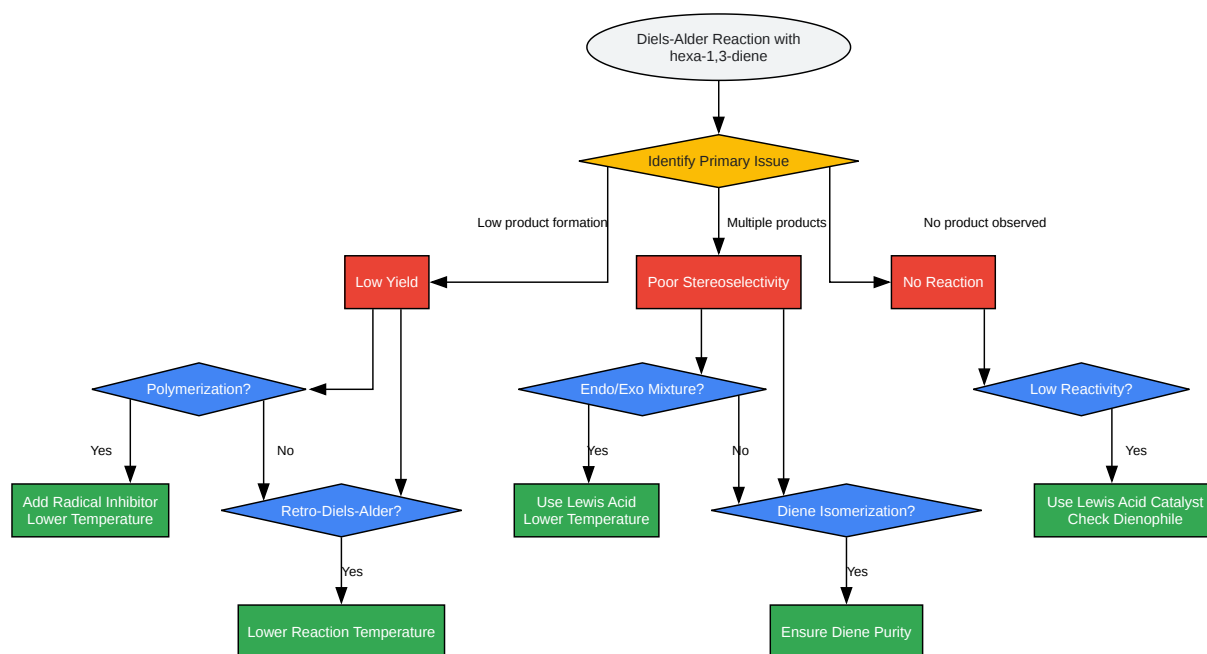 Diels-Alder Reaction with
hexa-1,3-diene
Identify Primary Issue
Low product formation
Multiple products
No product observed
Low Yield
Poor Stereoselectivity
No Reaction
Polymerization?
Endo/Exo Mixture?
Low Reactivity?
Yes
No
Yes
No
Yes
Add Radical Inhibitor
Lower Temperature
Retro-Diels-Alder?
Use Lewis Acid
Lower Temperature
Diene Isomerization?
Use Lewis Acid Catalyst
Check Dienophile
Yes
Yes
Lower Reaction Temperature
Ensure Diene Purity